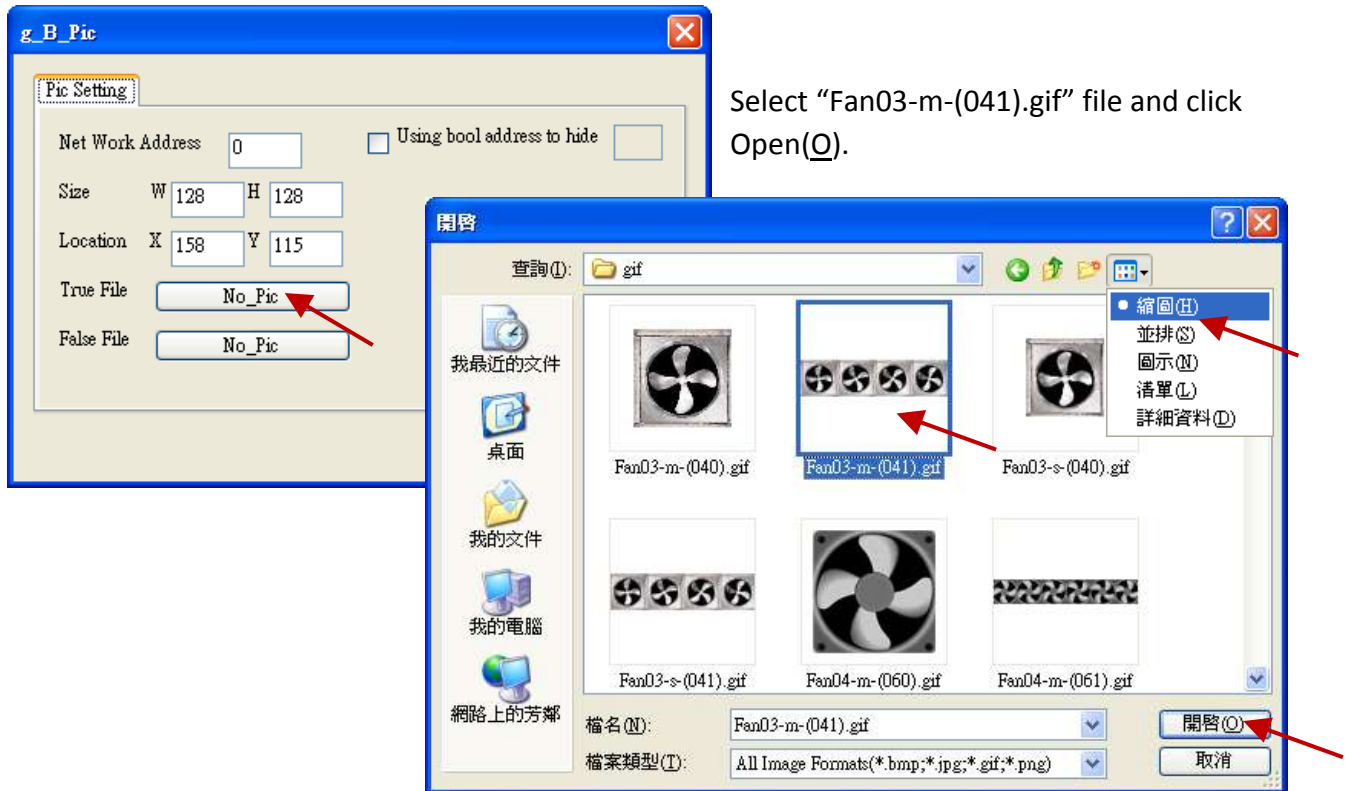 g_B_Pic
Pic Setting
Net Work Address 0
Using bool address to hide
Size W 128 H 128
Location X 158 Y 115
True File No_Pic
False File No_Pic
Select “Fan03-m-(041).gif” file and click
Open(O).
開啓
查詢(I): gif
縮圖(H)
並排(S)
圖示(N)
清單(L)
詳細資料(D)
我最近的文件
桌面
我的文件
我的電腦
網路上的芳鄰
Fan03-m-(040).gif Fan03-m-(041).gif Fan03-s-(040).gif
Fan03-s-(041).gif Fan04-m-(060).gif Fan04-m-(061).gif
檔名(N): Fan03-m-(041).gif 開啓(O)
檔案類型(T): All Image Formats(*.bmp;*.jpg;*.gif;*.png) 取消